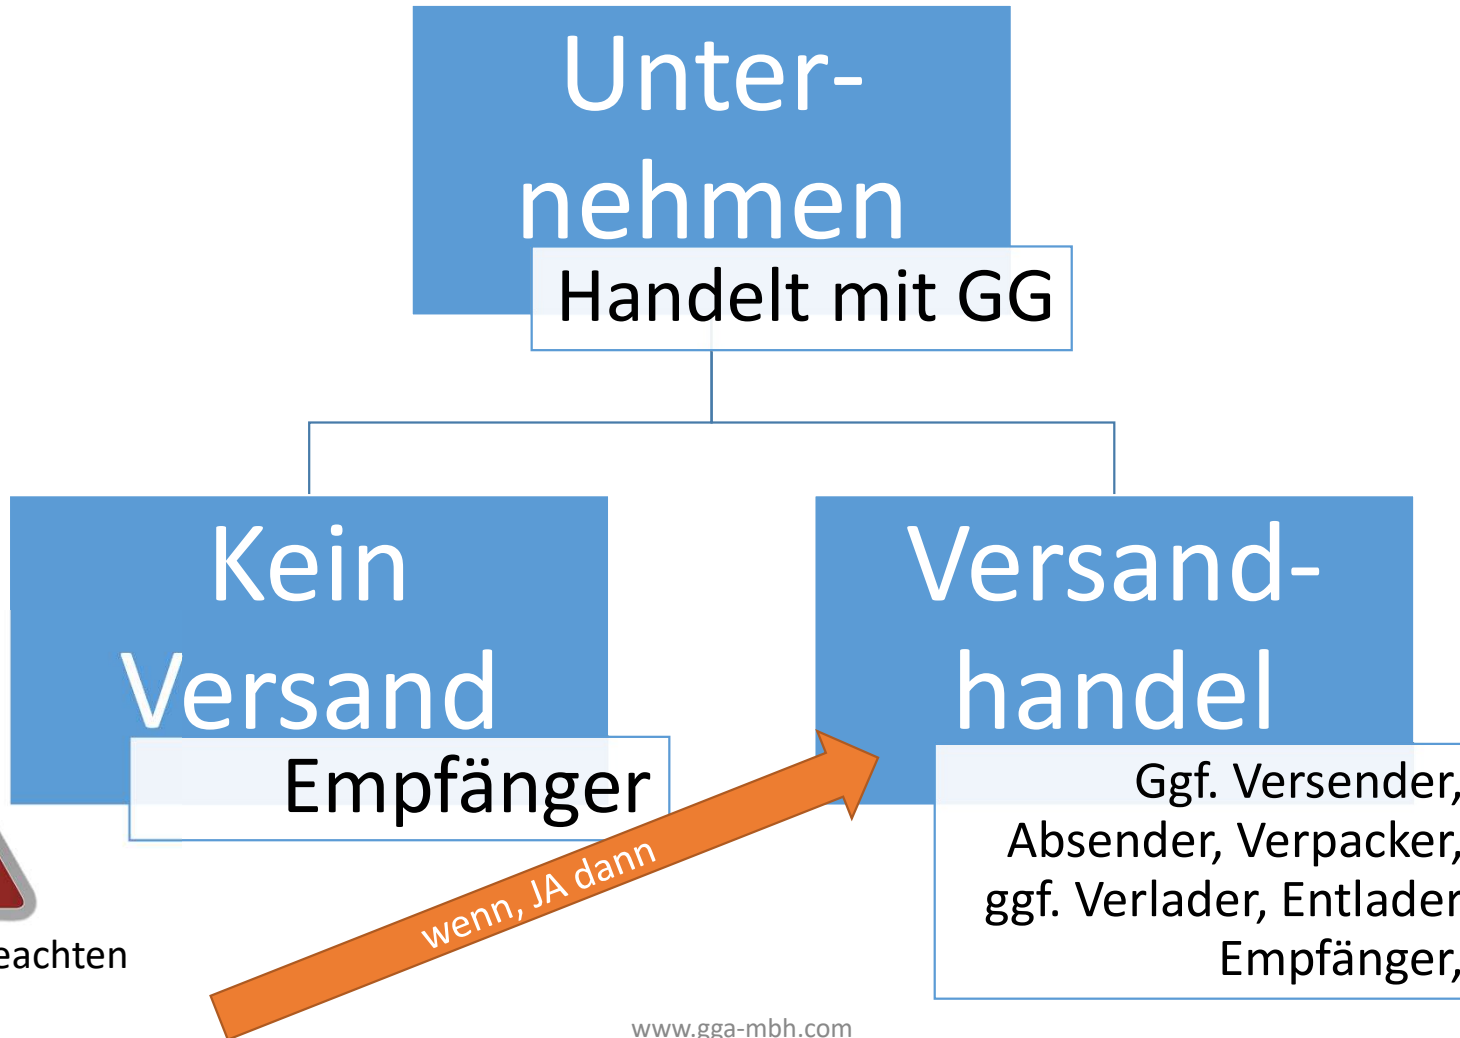 Unter-
nehmen
Handelt mit GG
Kein
Versand
Empfänger
Versand-
handel
Ggf. Versender,
Absender, Verpacker,
ggf. Verlader, Entlader
Empfänger,
wenn, JA dann
eachten
www.gga-mbh.com